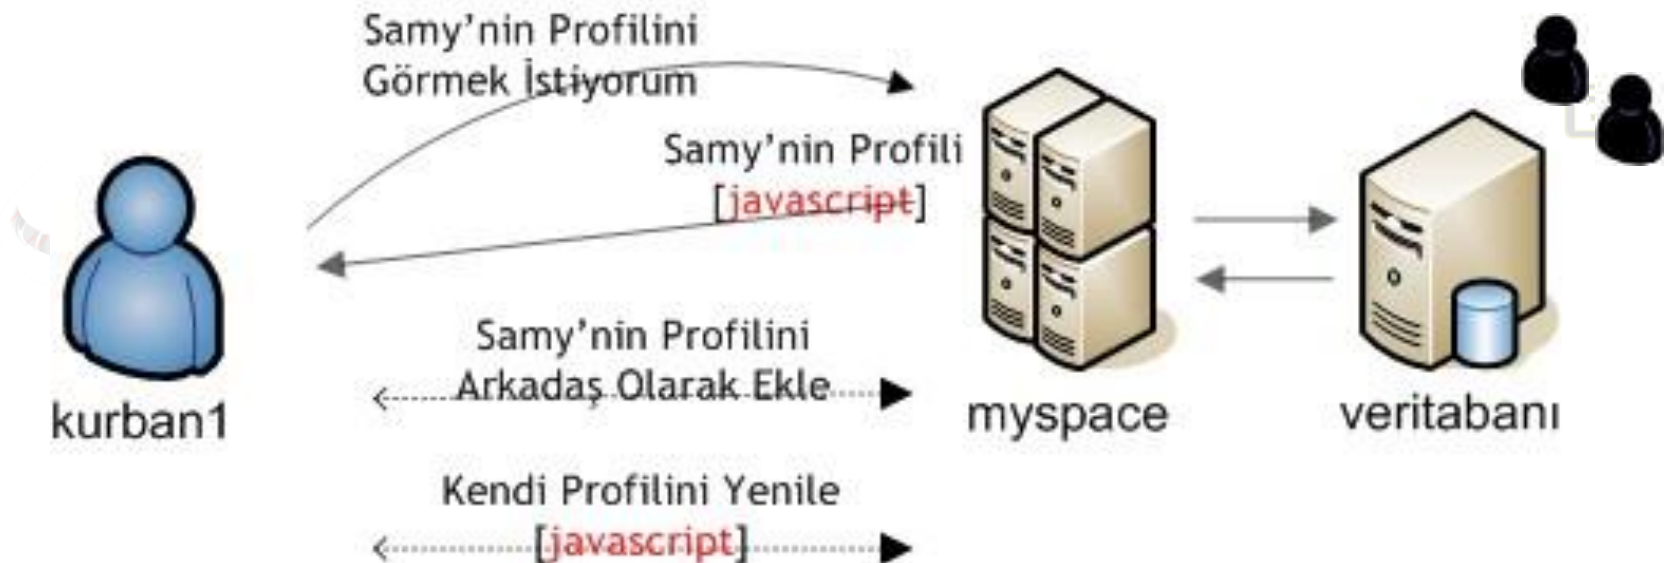 Samy’nin Profilini
Görmek İstiyorum
Samy’nin Profili
[javascript]
Samy’nin Profilini
Arkadaş Olarak Ekle
kurban1
myspace
veritabanı
Kendi Profilini Yenile
[javascript]